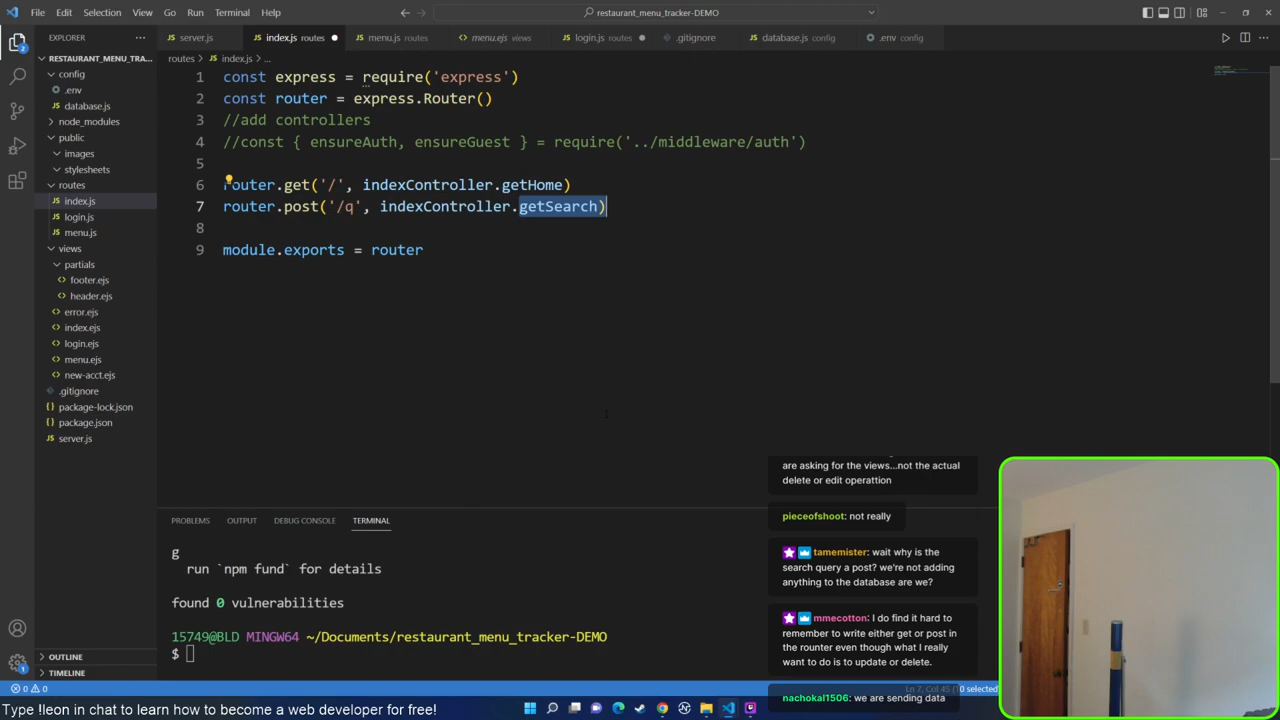 File Edit Selection View Go Run Terminal Help
restaurant_menu_tracker-DEMO
EXPLORER
server.js
index.js routes
menu.js routes
menu.ejs views
login.js routes
.gitignore
database.js config
.env config
routes > index.js > ...
RESTAURANT_MENU_TRA...
config
.env
database.js
node_modules
public
images
stylesheets
routes
index.js
login.js
menu.js
views
partials
footer.ejs
header.ejs
error.ejs
index.ejs
login.ejs
menu.ejs
new-acct.ejs
.gitignore
package-lock.json
package.json
server.js
OUTLINE
TIMELINE
1 const express = require('express')
2 const router = express.Router()
3 //add controllers
4 //const { ensureAuth, ensureGuest } = require('../middleware/auth')
5
6 router.get('/', indexController.getHome)
7 router.post('/q', indexController.getSearch)
8
9 module.exports = router
PROBLEMS OUTPUT DEBUG CONSOLE TERMINAL
g
run `npm fund` for details
found 0 vulnerabilities
15749@BLD MINGW64 ~/Documents/restaurant_menu_tracker-DEMO
$
are asking for the views...not the actual
delete or edit operattion
pieceofshoot: not really
tamemister: wait why is the
search query a post? we're not adding
anything to the database are we?
mmecotton: I do find it hard to
remember to write either get or post in
the rounter even though what I really
want to do is to update or delete.
nachokal1506: we are sending data
0 0
Ln 7, Col 45 (10 selected)
Type !leon in chat to learn how to become a web developer for free!